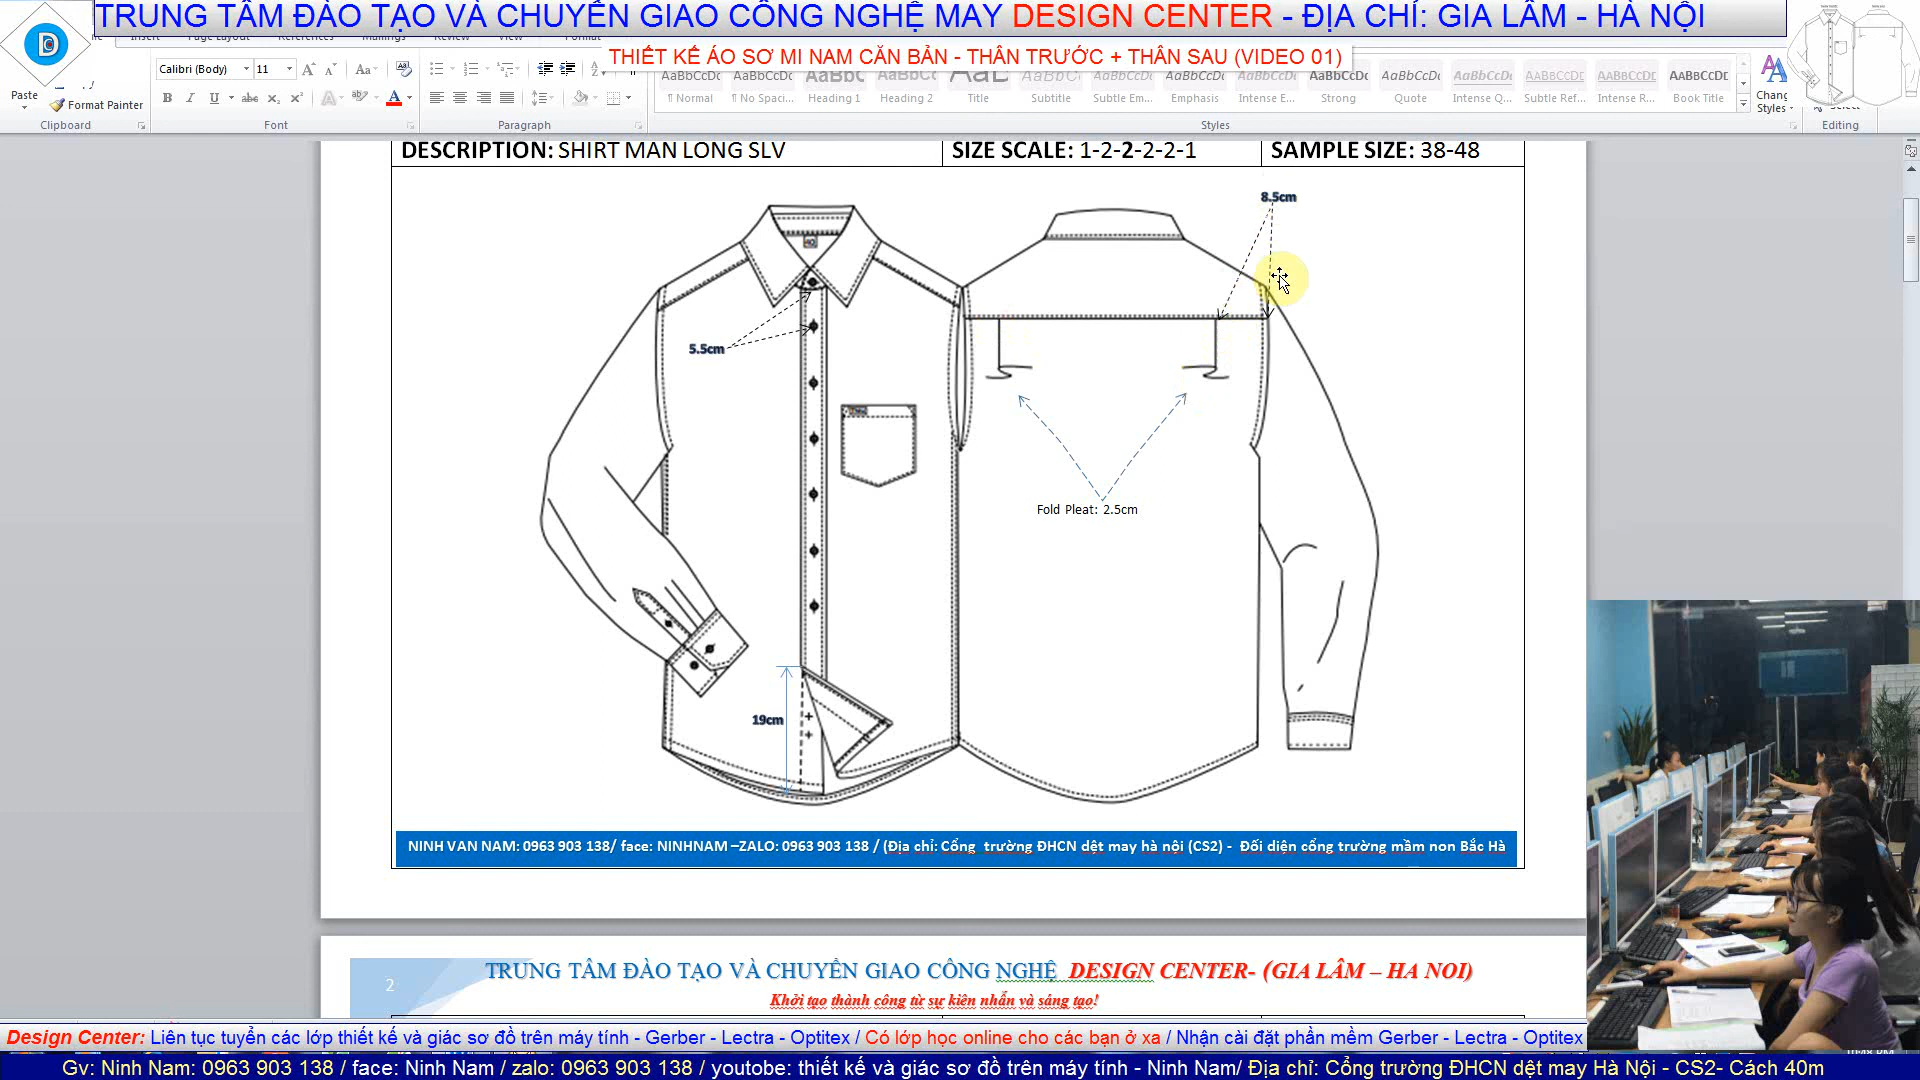 TRUNG TÂM ĐÀO TẠO VÀ CHUYỂN GIAO CÔNG NGHỆ MAY DESIGN CENTER - ĐỊA CHỈ: GIA LÂM - HÀ NỘI
THIẾT KẾ ÁO SƠ MI NAM CĂN BẢN - THÂN TRƯỚC + THÂN SAU (VIDEO 01)
Calibri (Body) 11
Paste
Format Painter
Clipboard
Font
Paragraph
¶ Normal
¶ No Spaci...
Heading 1
Heading 2
Title
Subtitle
Subtle Em...
Emphasis
Intense E...
Strong
Quote
Intense Q...
Subtle Ref...
Intense R...
Book Title
Styles
Editing
DESCRIPTION: SHIRT MAN LONG SLV
SIZE SCALE: 1-2-2-2-2-1
SAMPLE SIZE: 38-48
8.5cm
40
5.5cm
Fold Pleat: 2.5cm
19cm
NINH VAN NAM: 0963 903 138/ face: NINHNAM –ZALO: 0963 903 138 / (Địa chỉ: Cổng trường ĐHCN dệt may hà nội (CS2) - Đối diện cổng trường mầm non Bắc Hà
2
TRUNG TÂM ĐÀO TẠO VÀ CHUYỂN GIAO CÔNG NGHỆ DESIGN CENTER- (GIA LÂM – HA NOI)
Khởi tạo thành công từ sự kiên nhẫn và sáng tạo!
Design Center: Liên tục tuyển các lớp thiết kế và giác sơ đồ trên máy tính - Gerber - Lectra - Optitex / Có lớp học online cho các bạn ở xa / Nhận cài đặt phần mềm Gerber - Lectra - Optitex
Gv: Ninh Nam: 0963 903 138 / face: Ninh Nam / zalo: 0963 903 138 / youtobe: thiết kế và giác sơ đồ trên máy tính - Ninh Nam/ Địa chỉ: Cổng trường ĐHCN dệt may Hà Nội - CS2- Cách 40m